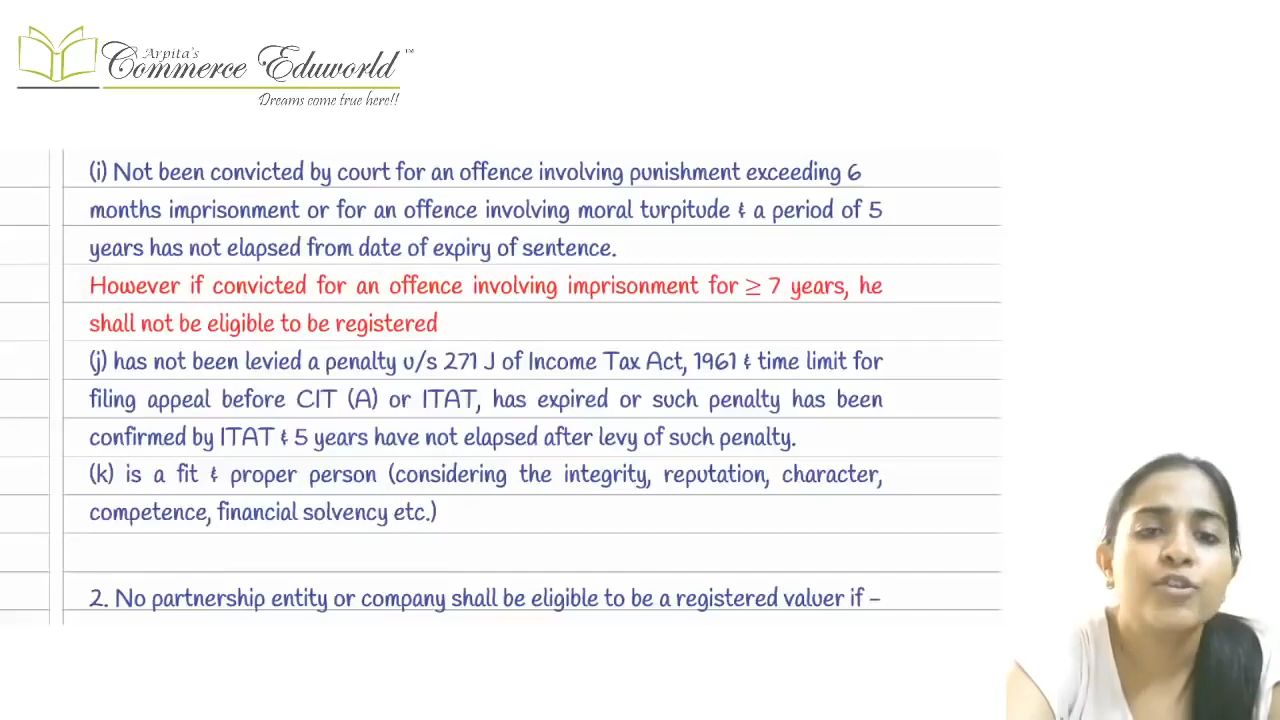 Arpita's
Commerce Eduworld™
Dreams come true here!!
(i) Not been convicted by court for an offence involving punishment exceeding 6
months imprisonment or for an offence involving moral turpitude & a period of 5
years has not elapsed from date of expiry of sentence.
However if convicted for an offence involving imprisonment for ≥ 7 years, he
shall not be eligible to be registered
(j) has not been levied a penalty u/s 271 J of Income Tax Act, 1961 & time limit for
filing appeal before CIT (A) or ITAT, has expired or such penalty has been
confirmed by ITAT & 5 years have not elapsed after levy of such penalty.
(k) is a fit & proper person (considering the integrity, reputation, character,
competence, financial solvency etc.)
2. No partnership entity or company shall be eligible to be a registered valuer if -